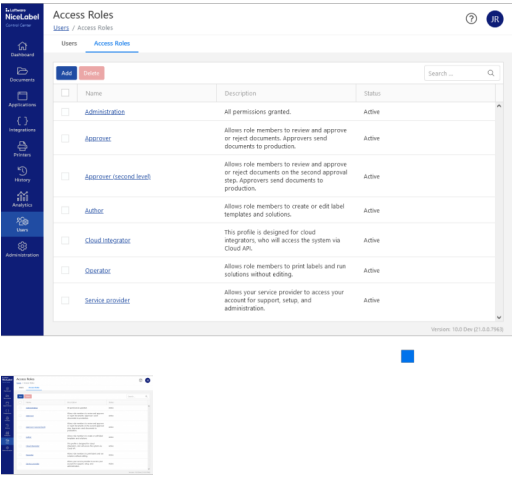 Loftware
NiceLabel
Control Center
Dashboard
Documents
Applications
Integrations
Printers
History
Analytics
Users
Administration
Access Roles
Users / Access Roles
? JR
Users Access Roles
Add Delete Search ...
Name Description Status
Administration All permissions granted. Active
Approver Allows role members to review and approve
or reject documents. Approvers send
documents to production. Active
Approver (second level) Allows role members to review and approve
or reject documents on the second approval
step. Approvers send documents to
production. Active
Author Allows role members to create or edit label
templates and solutions. Active
Cloud Integrator This profile is designed for cloud
integrators, who will access the system via
Cloud API. Active
Operator Allows role members to print labels and run
solutions without editing. Active
Service provider Allows your service provider to access your
account for support, setup, and
administration. Active
Access Roles